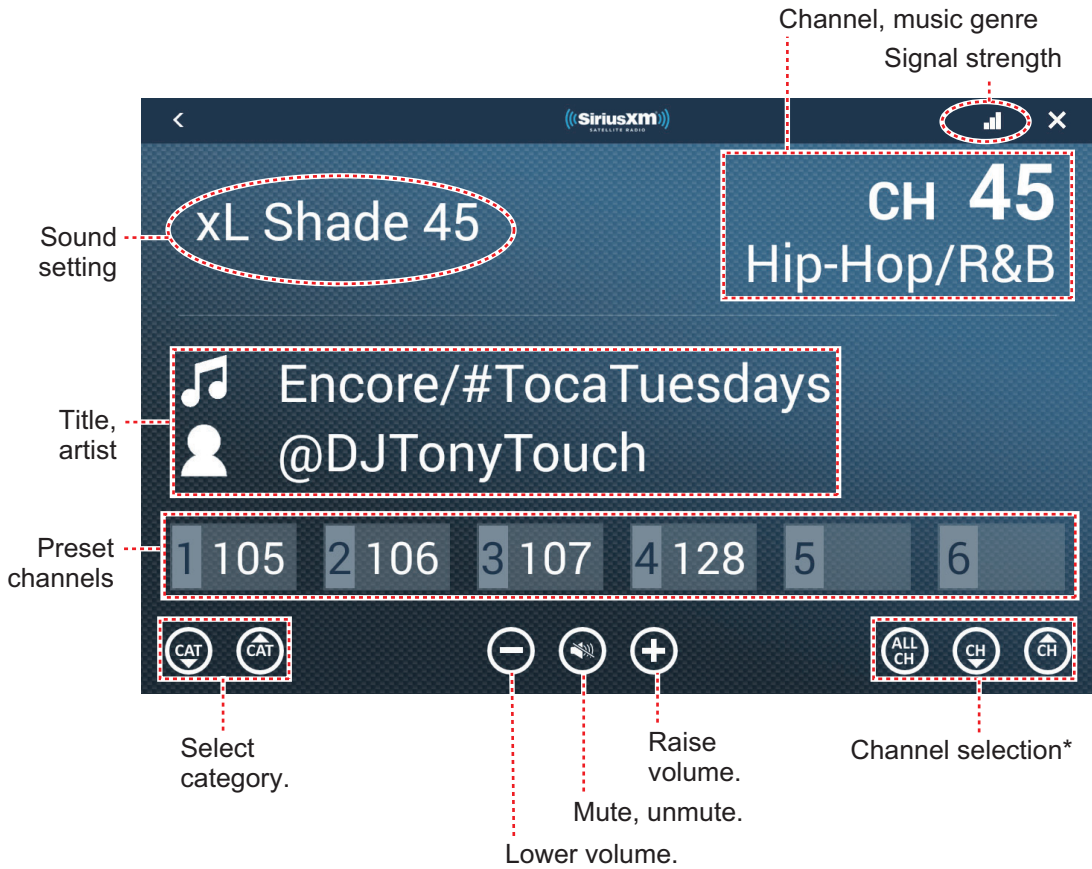 Channel, music genre
Signal strength
SiriusXM
SATELLITE RADIO
xL Shade 45
CH 45
Hip-Hop/R&B
Sound
setting
Encore/#TocaTuesdays
@DJTonyTouch
Title,
artist
Preset
channels
1 105 2 106 3 107 4 128 5 6
CAT CAT ALL CH CH CH
Select
category.
Raise
volume.
Channel selection*
Mute, unmute.
Lower volume.